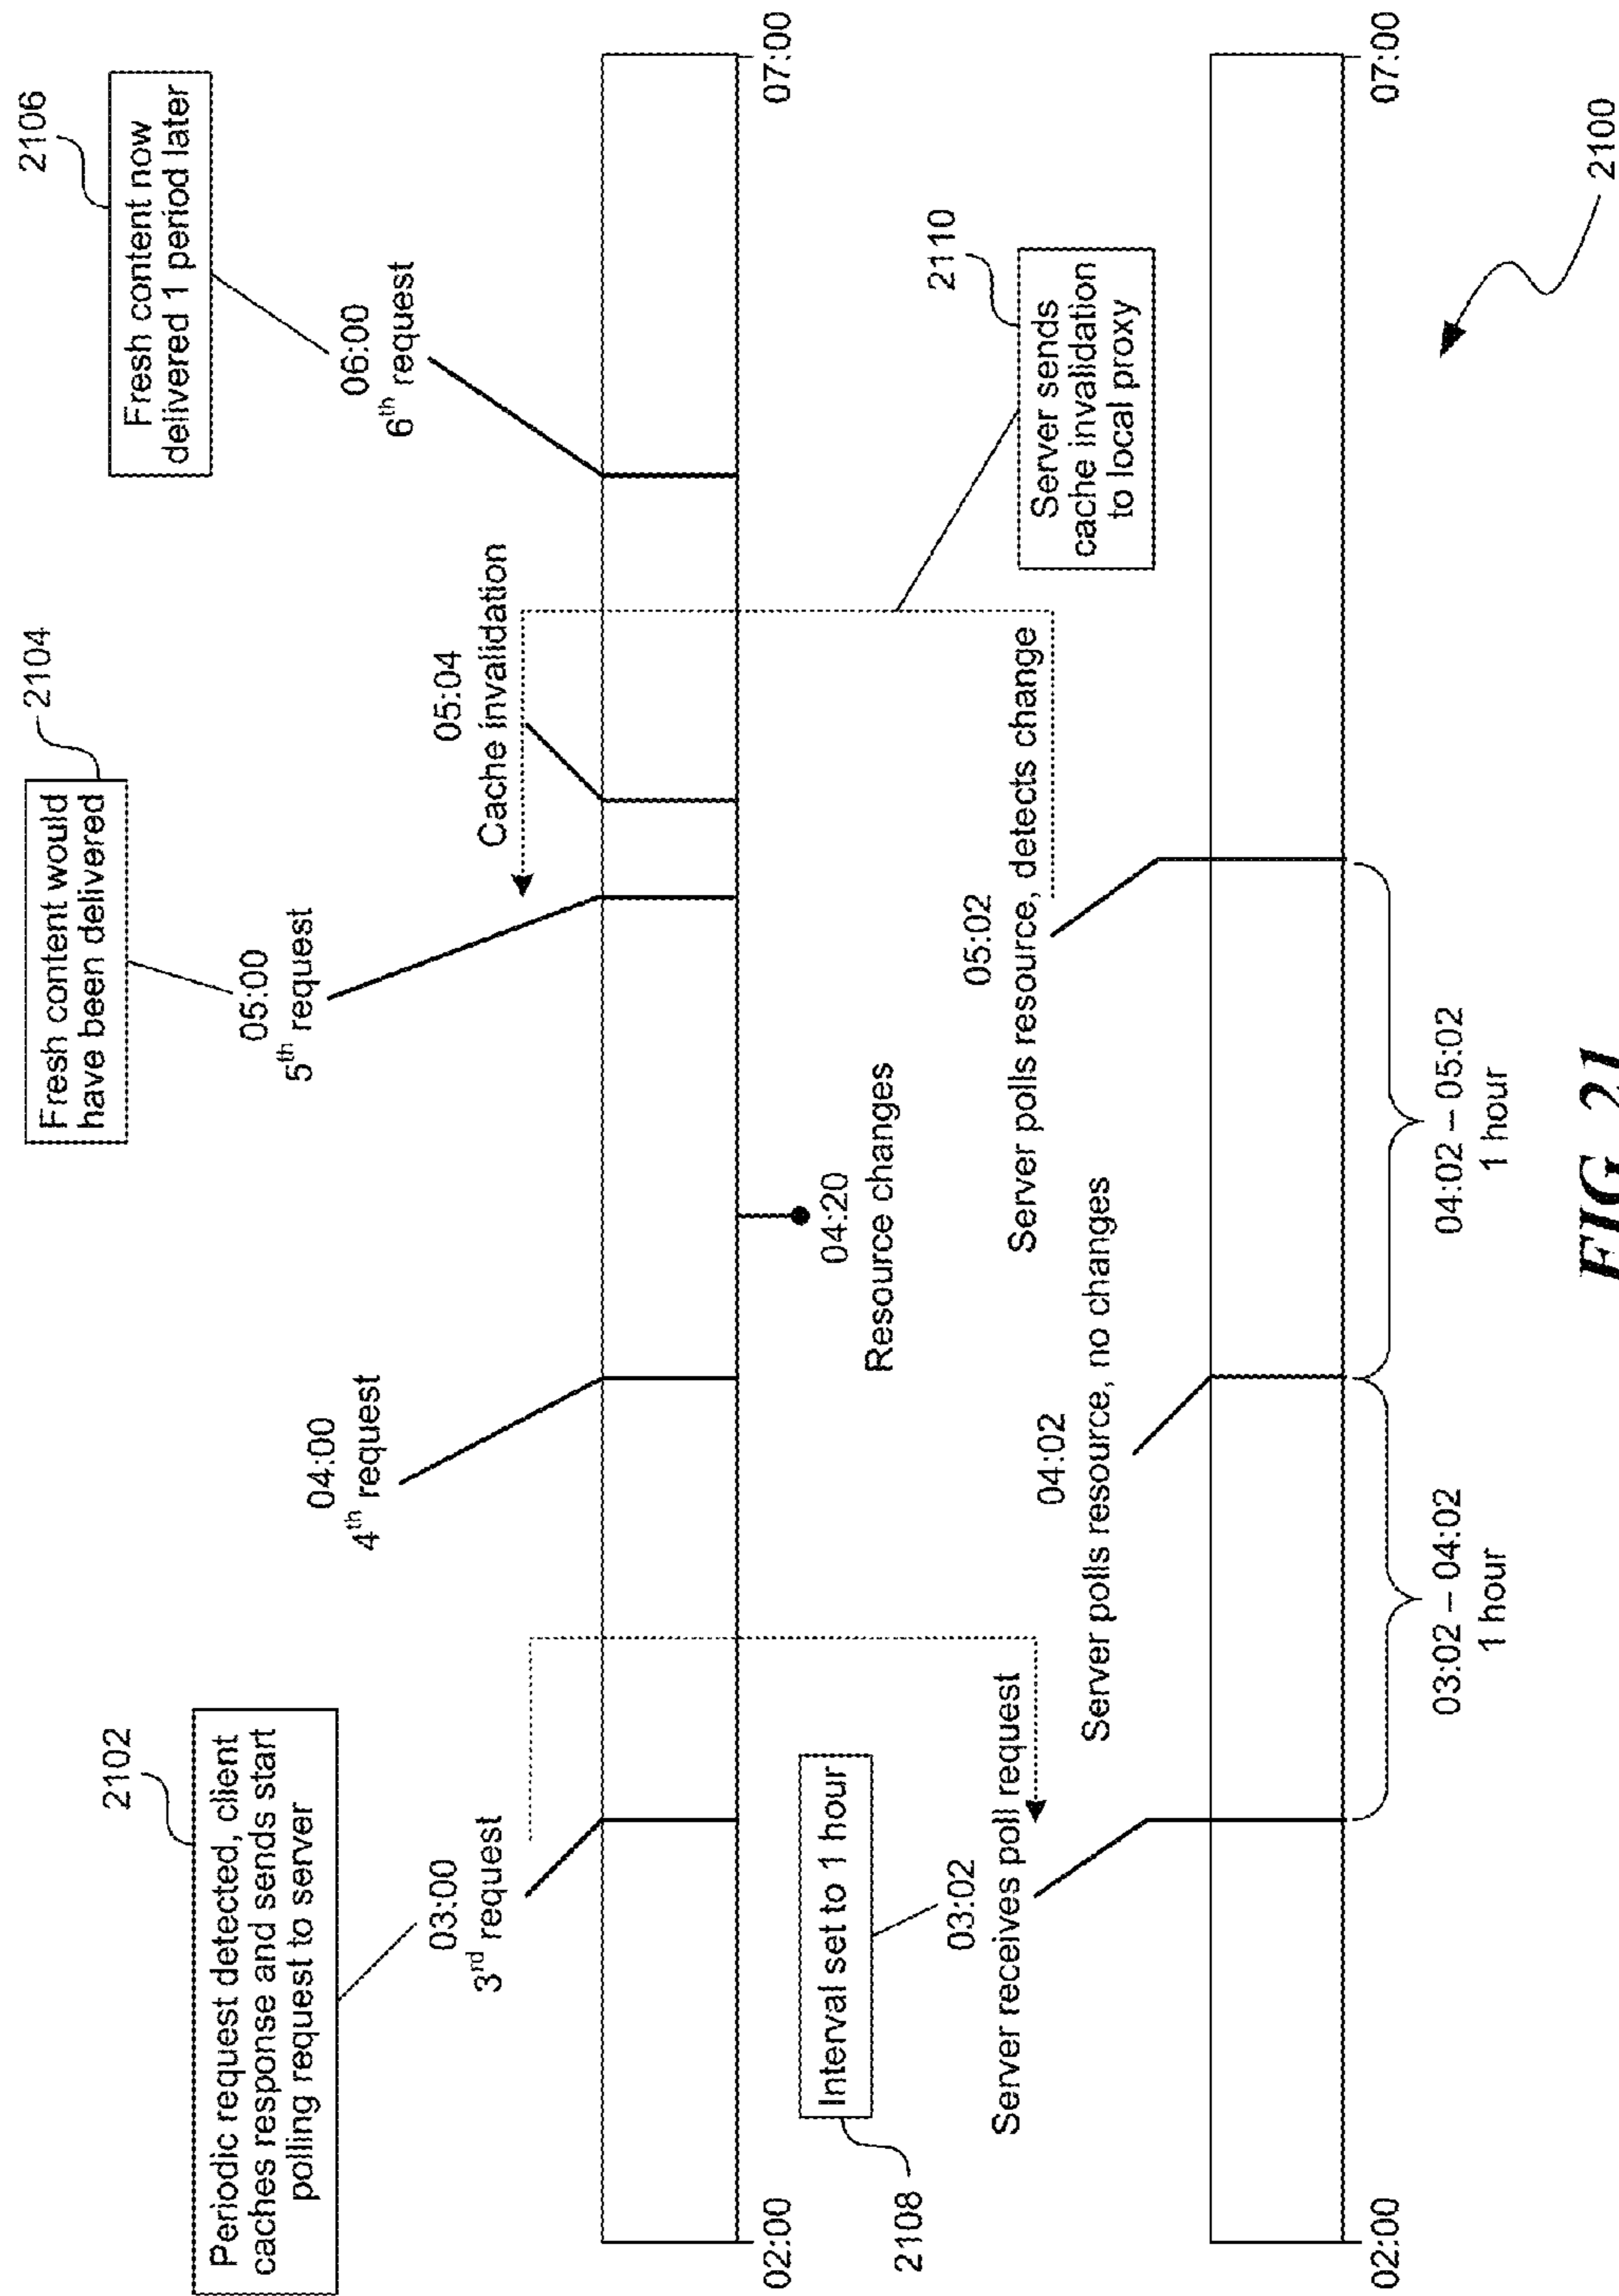 2102
Periodic request detected, client
caches response and sends start
polling request to server
2104
Fresh content would
have been delivered
2106
Fresh content now
delivered 1 period later
03:00
3rd request
04:00
4th request
05:00
5th request
05:04
Cache invalidation
06:00
6th request
02:00
04:20
Resource changes
07:00
2108
Interval set to 1 hour
03:02
Server receives poll request
04:02
Server polls resource, no changes
05:02
Server polls resource, detects change
2110
Server sends
cache invalidation
to local proxy
02:00
03:02 – 04:02
1 hour
04:02 – 05:02
1 hour
07:00
2100
FIG. 21